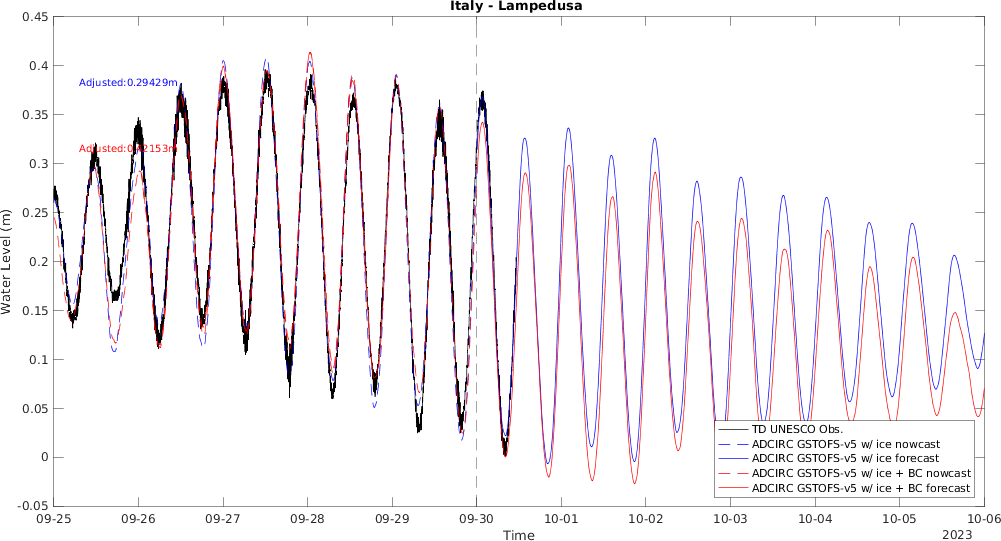 Italy - Lampedusa
0.45
0.4
0.35
0.3
0.25
0.2
0.15
0.1
0.05
0
-0.05
Water Level (m)
Adjusted:0.29429m
TD UNESCO Obs.
ADCIRC GSTOFS-v5 w/ ice nowcast
ADCIRC GSTOFS-v5 w/ ice forecast
ADCIRC GSTOFS-v5 w/ ice + BC nowcast
ADCIRC GSTOFS-v5 w/ ice + BC forecast
09-25 09-26 09-27 09-28 09-29 09-30 10-01 10-02 10-03 10-04 10-05 10-06
Time
2023